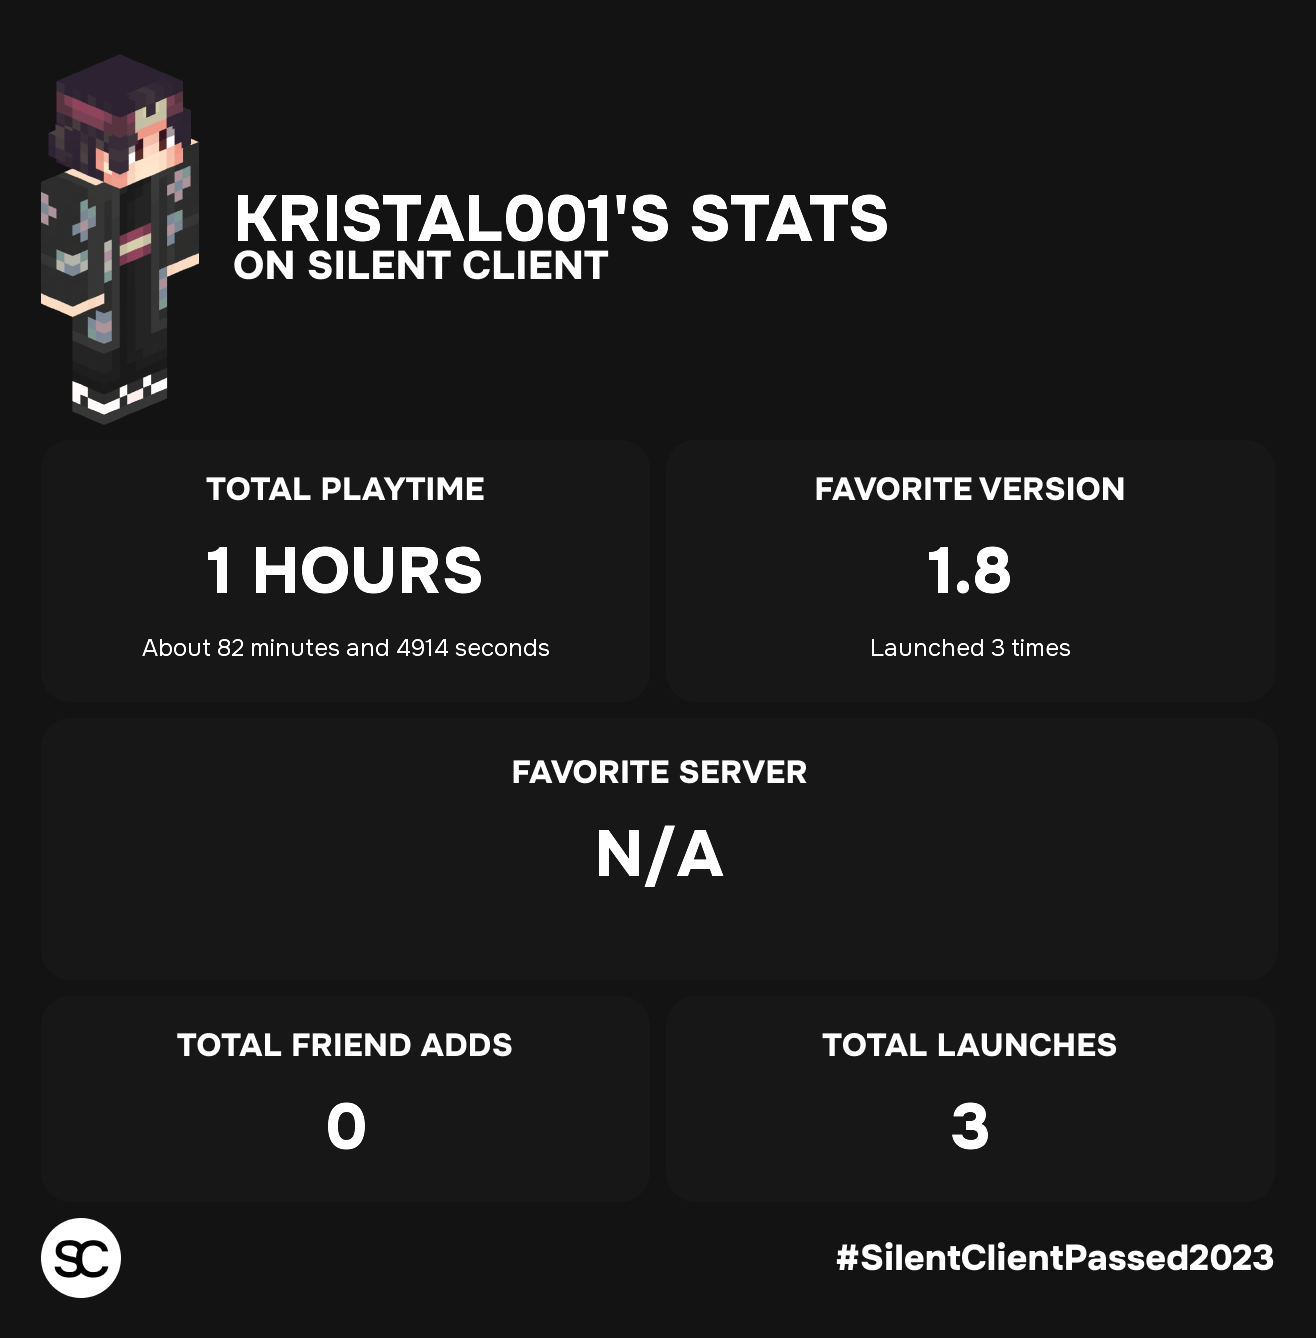 KRISTAL001'S STATS
ON SILENT CLIENT
TOTAL PLAYTIME
1 HOURS
About 82 minutes and 4914 seconds
FAVORITE VERSION
1.8
Launched 3 times
FAVORITE SERVER
N/A
TOTAL FRIEND ADDS
0
TOTAL LAUNCHES
3
SC
#SilentClientPassed2023